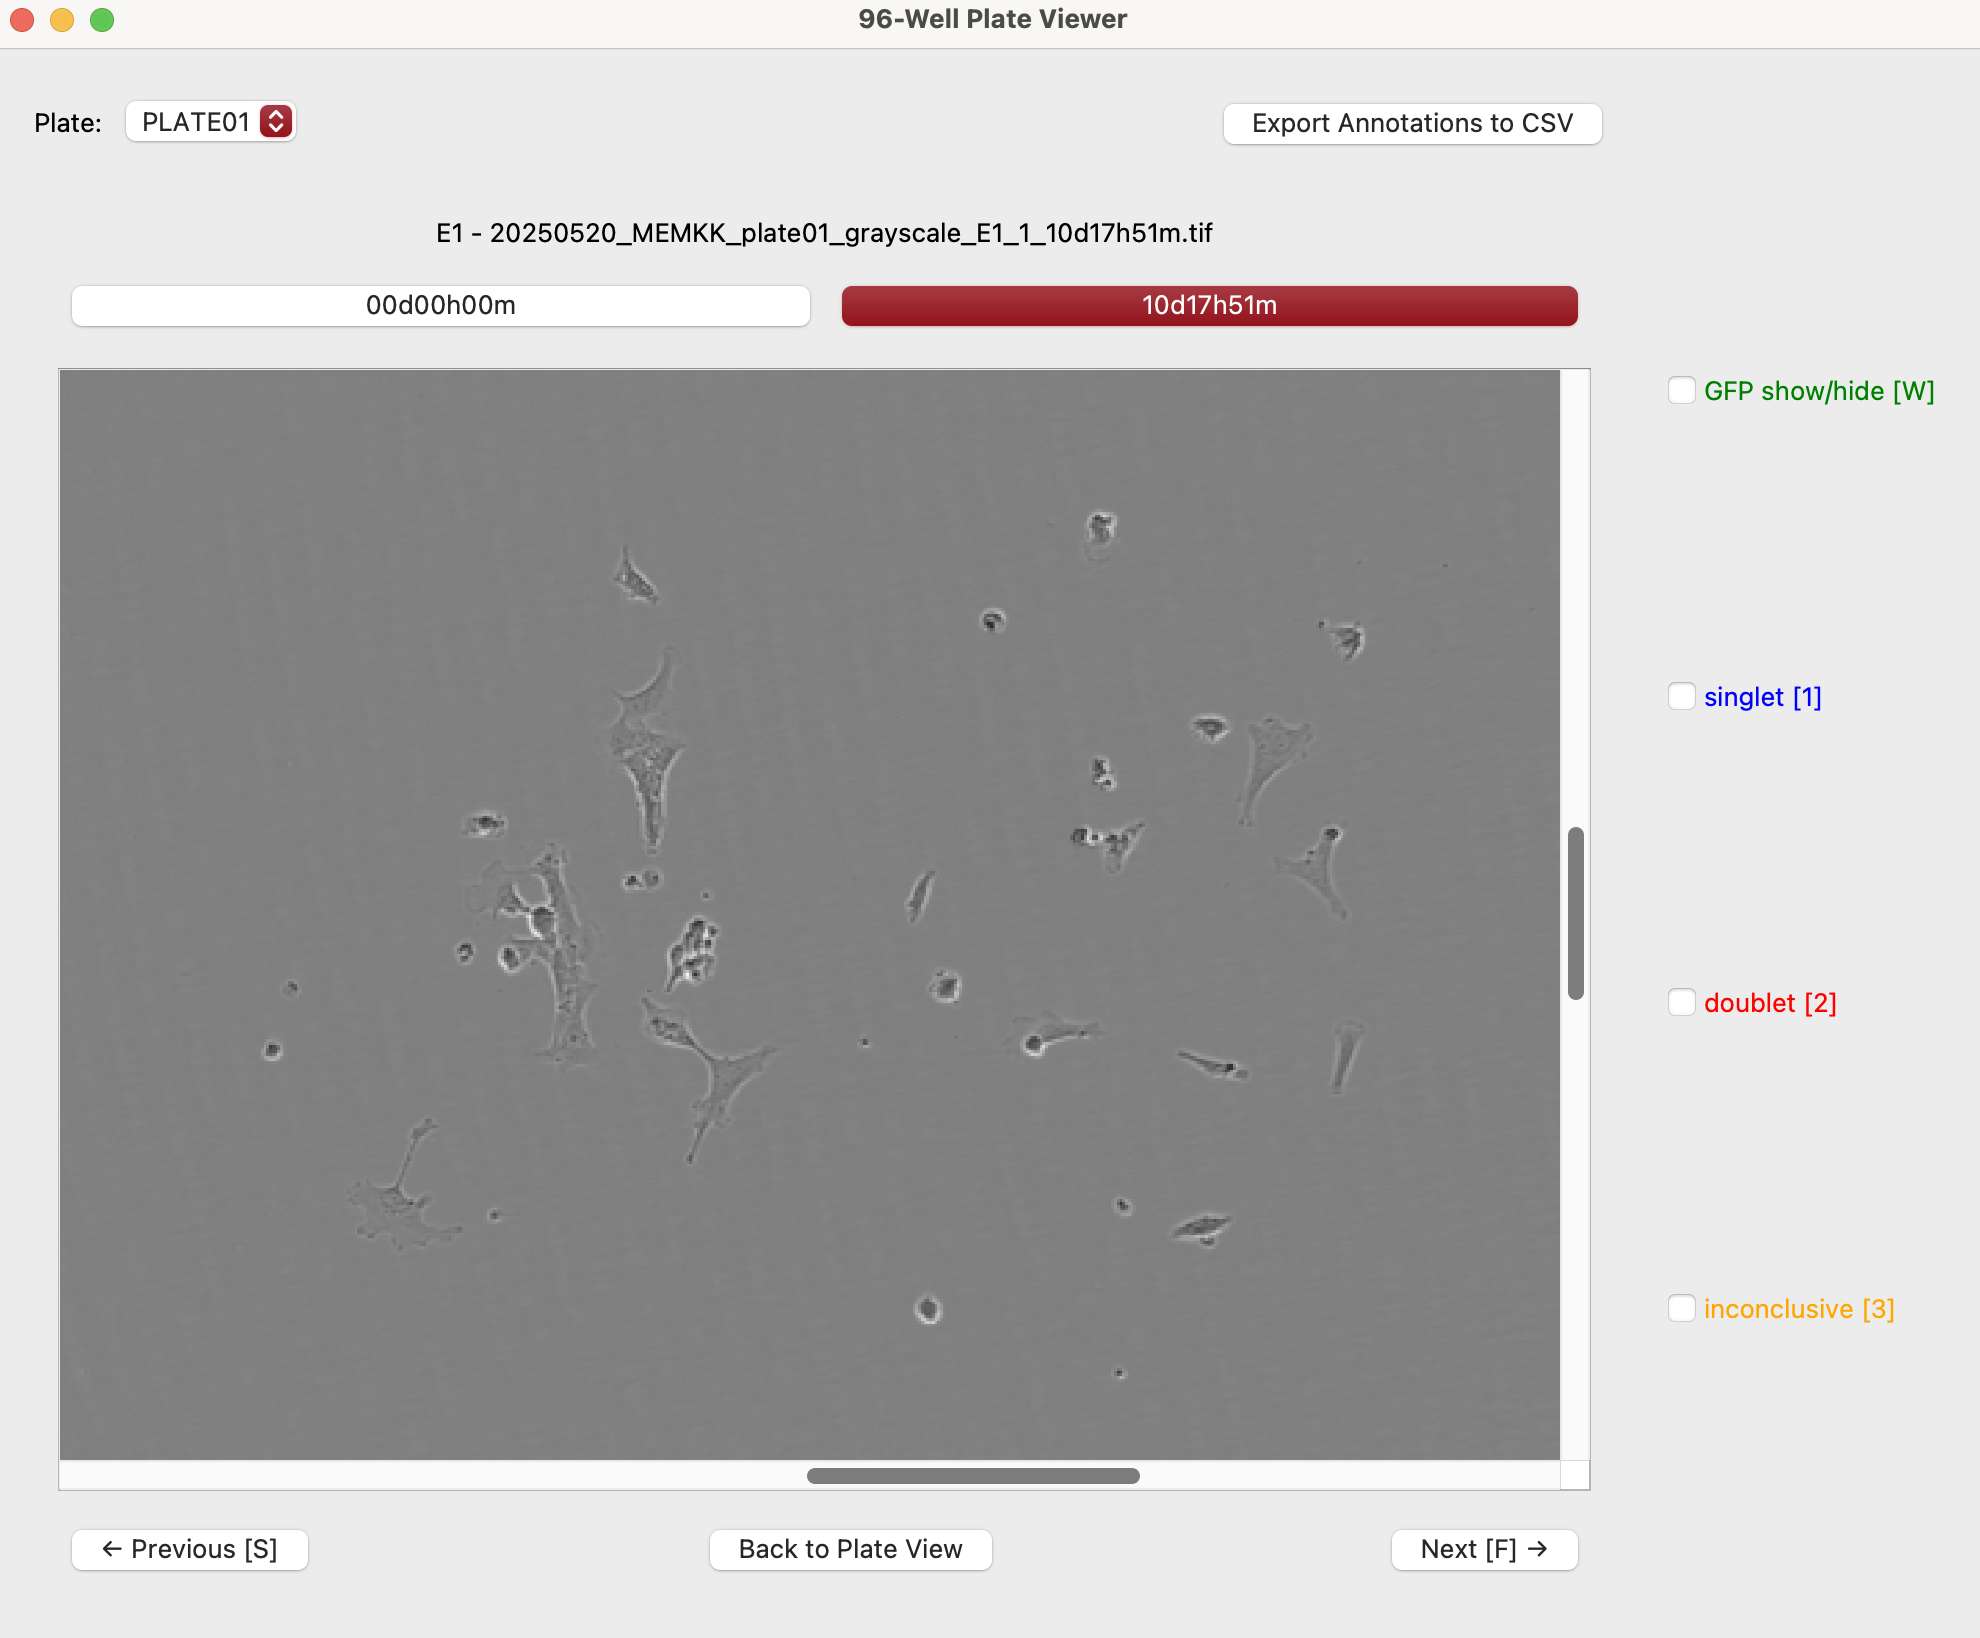 96-Well Plate Viewer
Plate: PLATE01
Export Annotations to CSV
E1 - 20250520_MEMKK_plate01_grayscale_E1_1_10d17h51m.tif
00d00h00m
10d17h51m
GFP show/hide [W]
singlet [1]
doublet [2]
inconclusive [3]
← Previous [S]
Back to Plate View
Next [F] →